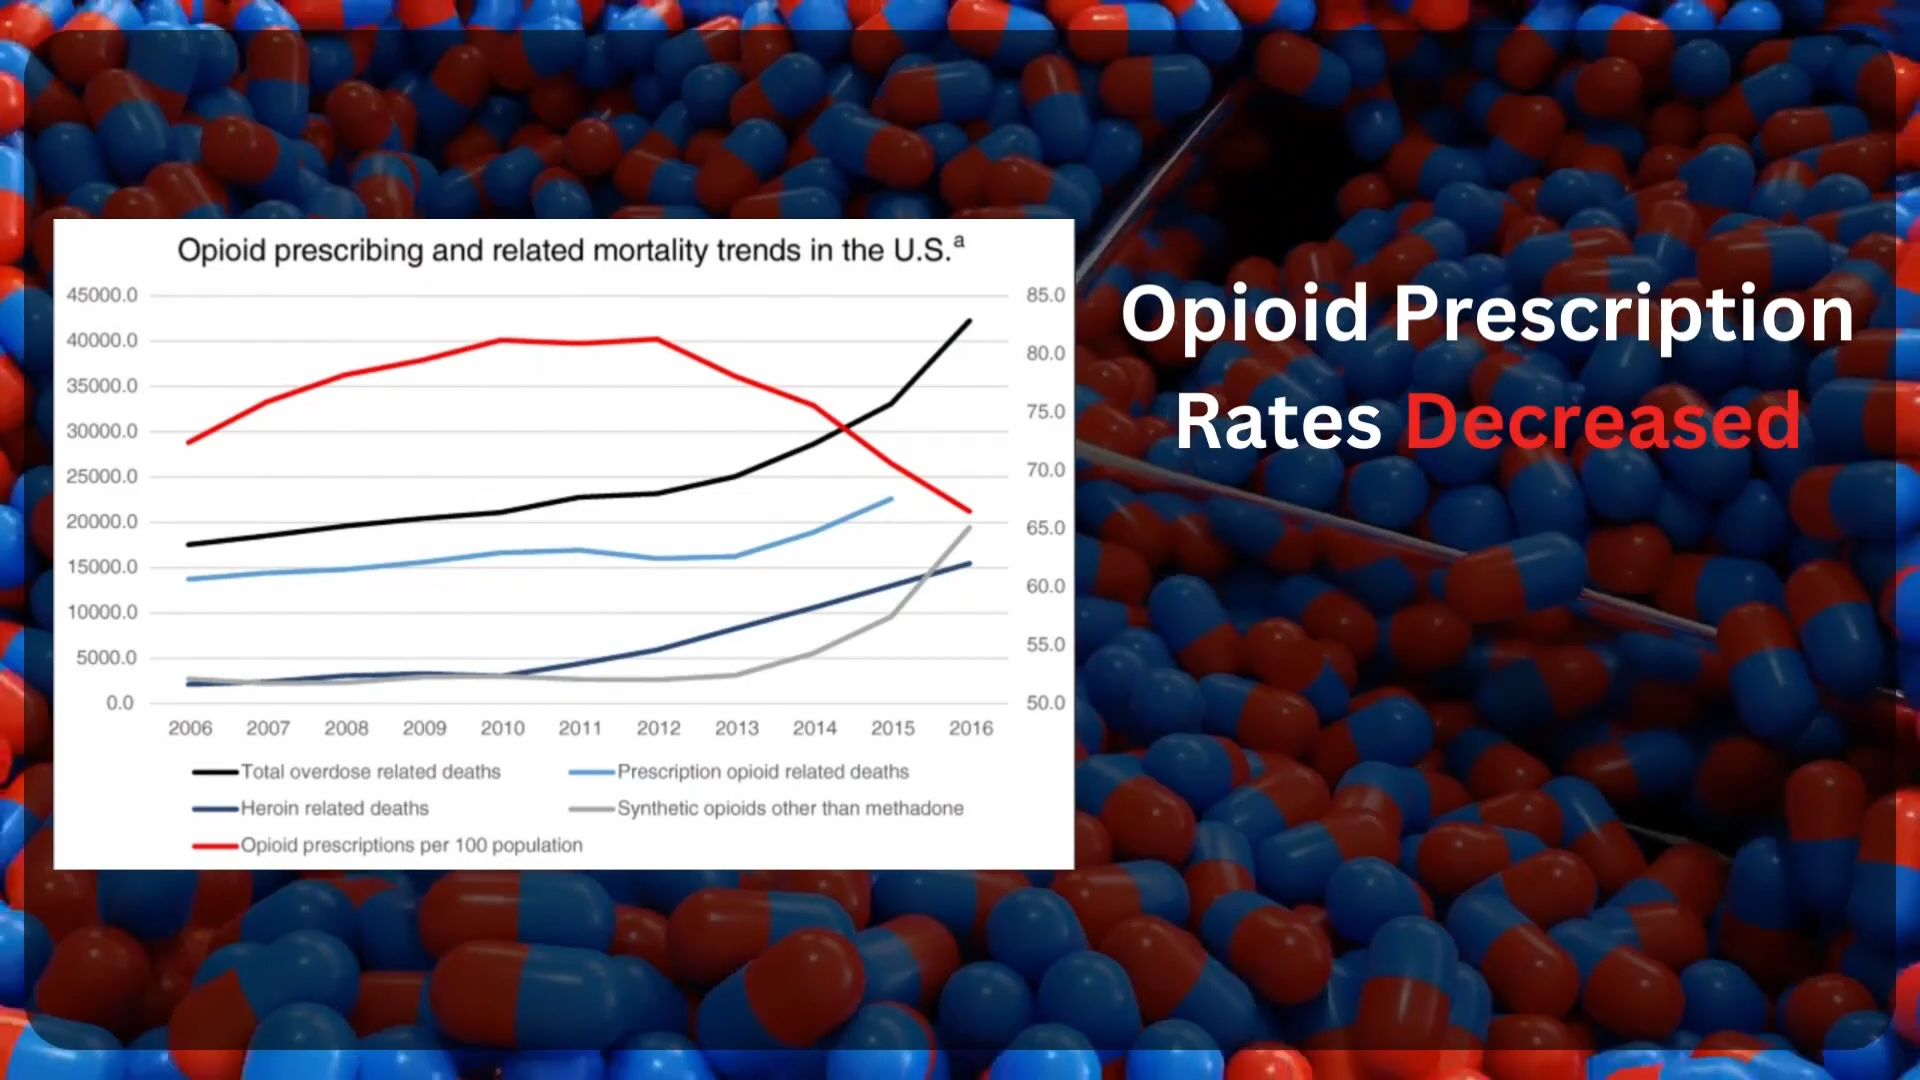 Opioid prescribing and related mortality trends in the U.S.a
45000.0
40000.0
35000.0
30000.0
25000.0
20000.0
15000.0
10000.0
5000.0
0.0
85.0
80.0
75.0
70.0
65.0
60.0
55.0
50.0
2006 2007 2008 2009 2010 2011 2012 2013 2014 2015 2016
Total overdose related deaths Prescription opioid related deaths
Heroin related deaths Synthetic opioids other than methadone
Opioid prescriptions per 100 population
Opioid Prescription
Rates Decreased